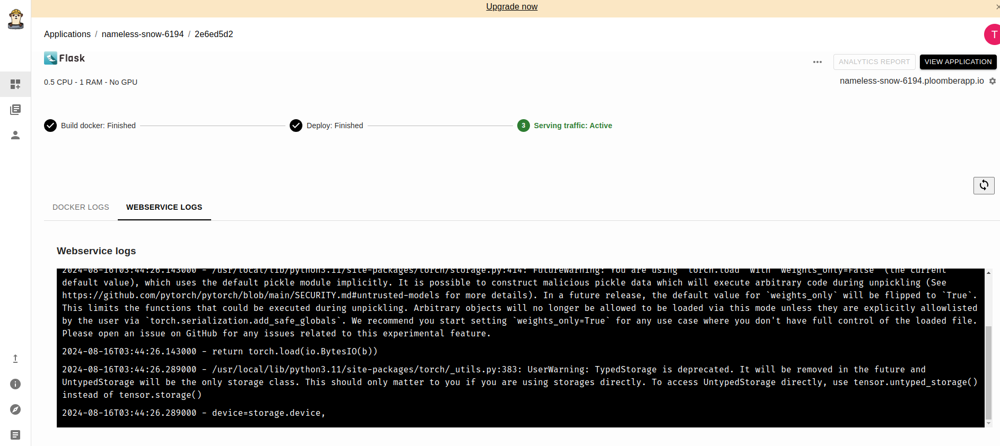 Upgrade now
Applications / nameless-snow-6194 / 2e6ed5d2
T
Flask
ANALYTICS REPORT
VIEW APPLICATION
0.5 CPU - 1 RAM - No GPU
nameless-snow-6194.ploomberapp.io
Build docker: Finished
Deploy: Finished
3 Serving traffic: Active
DOCKER LOGS
WEBSERVICE LOGS
Webservice logs
2024-08-16T03:44:26.143000 - /usr/local/lib/python3.11/site-packages/torch/storage.py:414: FutureWarning: You are using `torch.load` with `weights_only=False` (the current
default value), which uses the default pickle module implicitly. It is possible to construct malicious pickle data which will execute arbitrary code during unpickling (See
https://github.com/pytorch/pytorch/blob/main/SECURITY.md#untrusted-models for more details). In a future release, the default value for `weights_only` will be flipped to `True`.
This limits the functions that could be executed during unpickling. Arbitrary objects will no longer be allowed to be loaded via this mode unless they are explicitly allowlisted
by the user via `torch.serialization.add_safe_globals`. We recommend you start setting `weights_only=True` for any use case where you don't have full control of the loaded file.
Please open an issue on GitHub for any issues related to this experimental feature.
2024-08-16T03:44:26.143000 - return torch.load(io.BytesIO(b))
2024-08-16T03:44:26.289000 - /usr/local/lib/python3.11/site-packages/torch/_utils.py:383: UserWarning: TypedStorage is deprecated. It will be removed in the future and
UntypedStorage will be the only storage class. This should only matter to you if you are using storages directly. To access UntypedStorage directly, use tensor.untyped_storage()
instead of tensor.storage()
2024-08-16T03:44:26.289000 - device=storage.device,